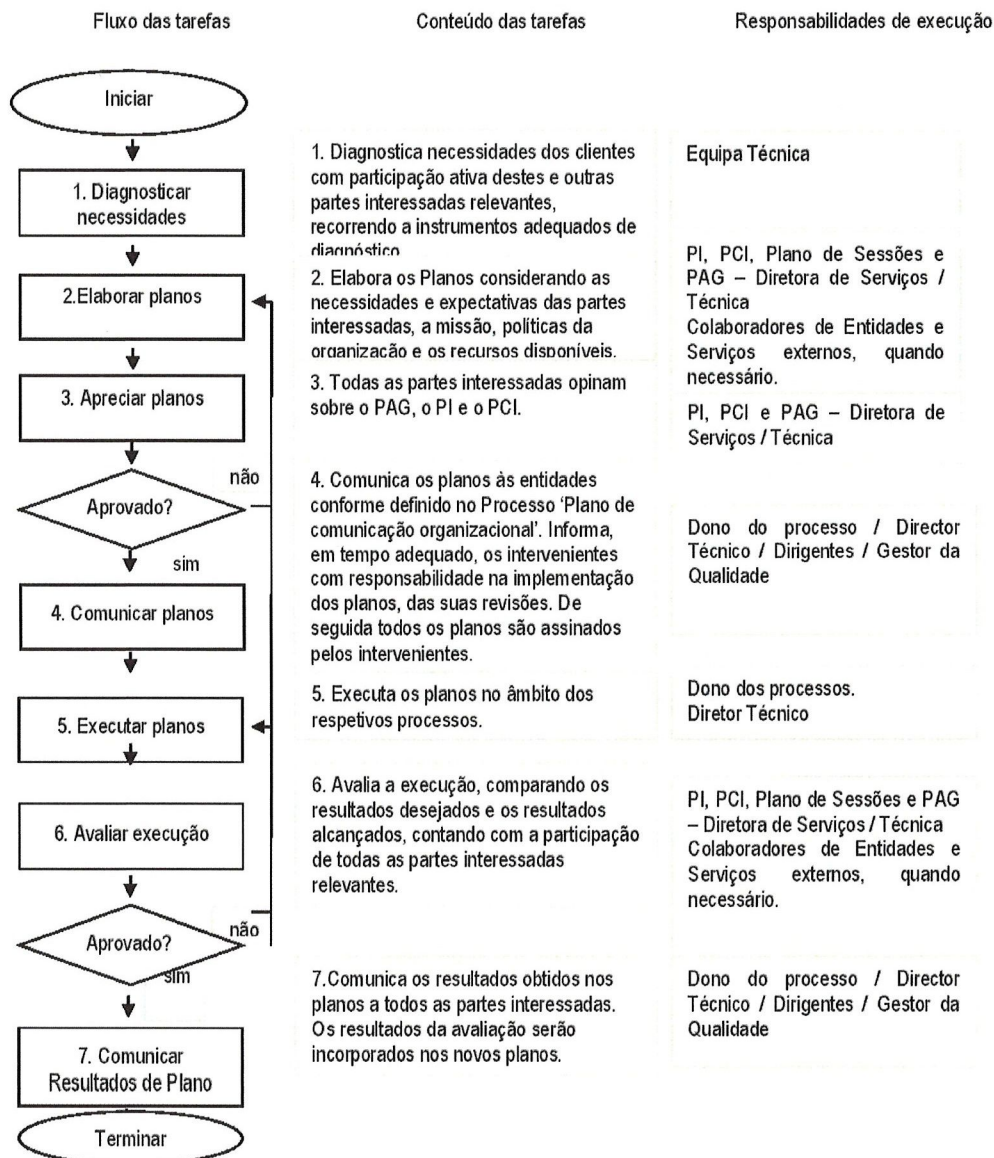 Fluxo das tarefas
Conteúdo das tarefas
Responsabilidades de execução
Iniciar
1. Diagnosticar
necessidades
2.Elaborar planos
3. Apreciar planos
Aprovado?
não
sim
4. Comunicar planos
5. Executar planos
6. Avaliar execução
Aprovado?
não
sim
7. Comunicar
Resultados de Plano
Terminar
1. Diagnostica necessidades dos clientes
com participação ativa destes e outras
partes interessadas relevantes,
recorrendo a instrumentos adequados de
diagnóstico
2. Elabora os Planos considerando as
necessidades e expectativas das partes
interessadas, a missão, políticas da
organização e os recursos disponíveis.
3. Todas as partes interessadas opinam
sobre o PAG, o PI e o PCI.
4. Comunica os planos às entidades
conforme definido no Processo ‘Plano de
comunicação organizacional’. Informa,
em tempo adequado, os intervenientes
com responsabilidade na implementação
dos planos, das suas revisões. De
seguida todos os planos são assinados
pelos intervenientes.
5. Executa os planos no âmbito dos
respetivos processos.
6. Avalia a execução, comparando os
resultados desejados e os resultados
alcançados, contando com a participação
de todas as partes interessadas
relevantes.
7.Comunica os resultados obtidos nos
planos a todos as partes interessadas.
Os resultados da avaliação serão
incorporados nos novos planos.
Equipa Técnica
PI, PCI, Plano de Sessões e
PAG – Diretora de Serviços /
Técnica
Colaboradores de Entidades e
Serviços externos, quando
necessário.
PI, PCI e PAG – Diretora de
Serviços / Técnica
Dono do processo / Director
Técnico / Dirigentes / Gestor da
Qualidade
Dono dos processos.
Diretor Técnico
PI, PCI, Plano de Sessões e PAG
– Diretora de Serviços / Técnica
Colaboradores de Entidades e
Serviços externos, quando
necessário.
Dono do processo / Director
Técnico / Dirigentes / Gestor da
Qualidade